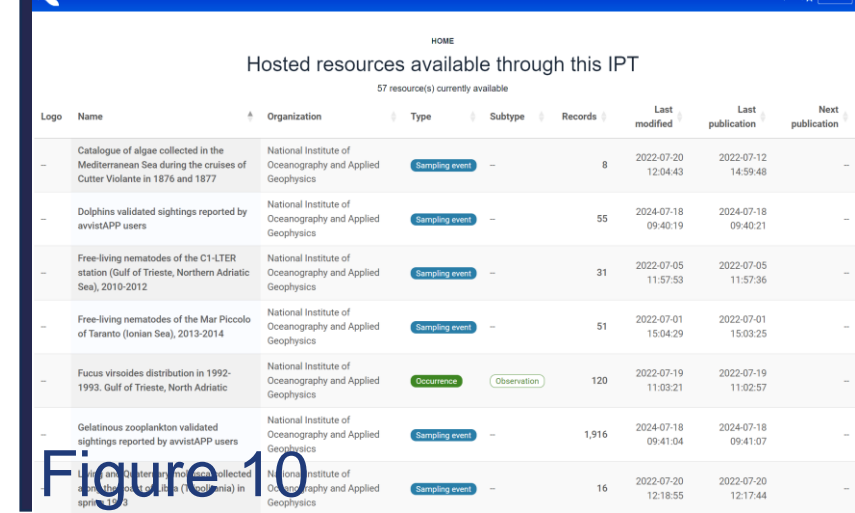 HOME
Hosted resources available through this IPT
57 resource(s) currently available
Logo Name Organization Type Subtype Records Last modified Last publication Next publication
– Catalogue of algae collected in the Mediterranean Sea during the cruises of Cutter Violante in 1876 and 1877 National Institute of Oceanography and Applied Geophysics Sampling event – 8 2022-07-20 12:04:43 2022-07-12 14:59:48 –
– Dolphins validated sightings reported by avvistAPP users National Institute of Oceanography and Applied Geophysics Sampling event – 55 2024-07-18 09:40:19 2024-07-18 09:40:21 –
– Free-living nematodes of the C1-LTER station (Gulf of Trieste, Northern Adriatic Sea), 2010-2012 National Institute of Oceanography and Applied Geophysics Sampling event – 31 2022-07-05 11:57:53 2022-07-05 11:57:36 –
– Free-living nematodes of the Mar Piccolo of Taranto (Ionian Sea), 2013-2014 National Institute of Oceanography and Applied Geophysics Sampling event – 51 2022-07-01 15:04:29 2022-07-01 15:03:25 –
– Fucus virsoides distribution in 1992-1993. Gulf of Trieste, North Adriatic National Institute of Oceanography and Applied Geophysics Occurrence Observation 120 2022-07-19 11:03:21 2022-07-19 11:02:57 –
– Gelatinous zooplankton validated sightings reported by avvistAPP users National Institute of Oceanography and Applied Geophysics Sampling event – 1,916 2024-07-18 09:41:04 2024-07-18 09:41:07 –
Living and Quaternary mollusca collected along the coast of (Tripolitania) in spring National Institute of Oceanography and Applied Geophysics Sampling event – 16 2022-07-20 12:18:55 2022-07-20 12:17:44 –
Figure 10